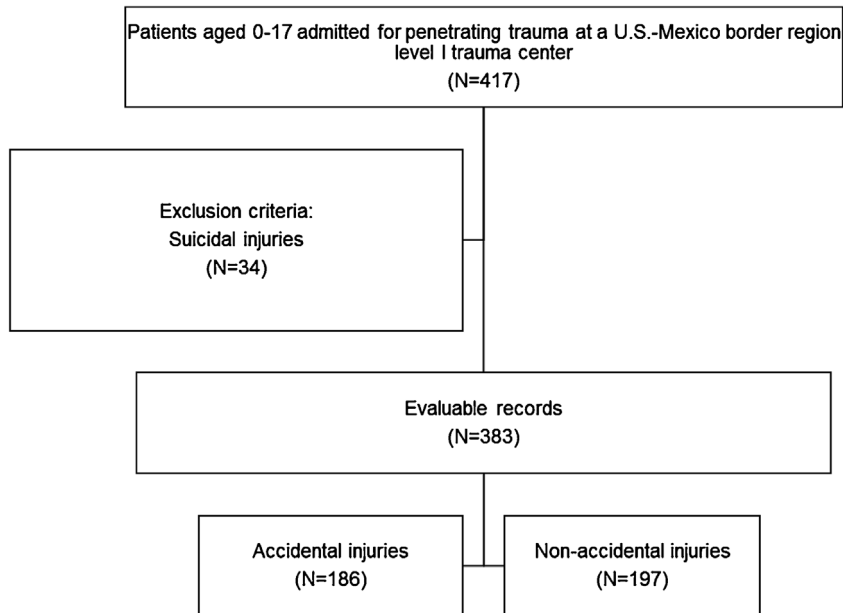 Patients aged 0-17 admitted for penetrating trauma at a U.S.-Mexico border region
level I trauma center
(N=417)
Exclusion criteria:
Suicidal injuries
(N=34)
Evaluable records
(N=383)
Accidental injuries
(N=186)
Non-accidental injuries
(N=197)